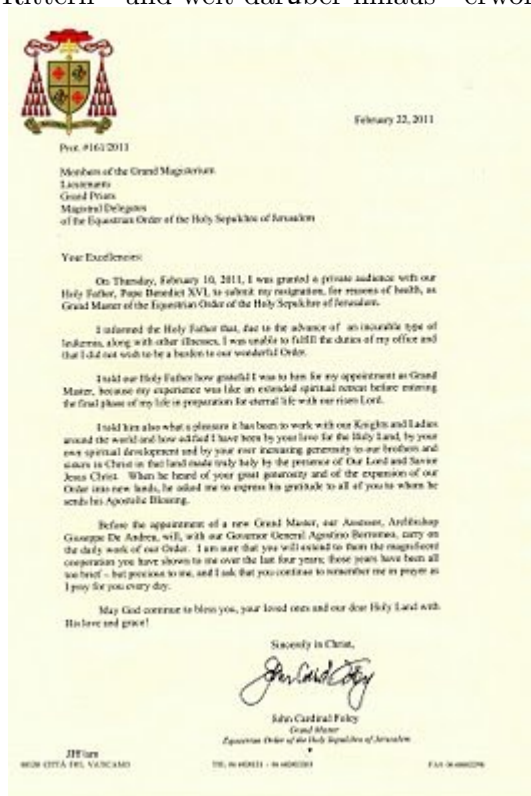 Rittern – und weit darüber hinaus – erwor
February 22, 2011
Prot. #161/2011
Members of the Grand Magisterium
Lieutenants
Grand Priors
Magistral Delegates
of the Equestrian Order of the Holy Sepulchre of Jerusalem
Your Excellencies:
On Thursday, February 10, 2011, I was granted a private audience with our
Holy Father, Pope Benedict XVI, to submit my resignation, for reasons of health, as
Grand Master of the Equestrian Order of the Holy Sepulchre of Jerusalem.
I informed the Holy Father that, due to the advance of an incurable type of
leukemia, along with other illnesses, I was unable to fulfill the duties of my office and
that I did not wish to be a burden to our wonderful Order.
I told our Holy Father how grateful I was to him for my appointment as Grand
Master, because my experience was like an extended spiritual retreat before entering
the final phase of my life in preparation for eternal life with our risen Lord.
I told him also what a pleasure it has been to work with our Knights and Ladies
around the world and how edified I have been by your love for the Holy Land, by your
own spiritual development and by your ever increasing generosity to our brothers and
sisters in Christ in that land made truly holy by the presence of Our Lord and Savior
Jesus Christ. When he heard of your great generosity and of the expansion of our
Order into new lands, he asked me to express his gratitude to all of you to whom he
sends his Apostolic Blessing.
Before the appointment of a new Grand Master, our Assessor, Archbishop
Giuseppe De Andrea, will, with our Governor General Agostino Borromeo, carry on
the daily work of our Order. I am sure that you will extend to them the magnificent
cooperation you have shown to me over the last four years; those years have been all
too brief – but precious to me, and I ask that you continue to remember me in prayer as
I pray for you every day.
May God continue to bless you, your loved ones and our dear Holy Land with
His love and grace!
Sincerely in Christ,
John Card Foley
John Cardinal Foley
Grand Master
Equestrian Order of the Holy Sepulchre of Jerusalem
00120 CITTÀ DEL VATICANO